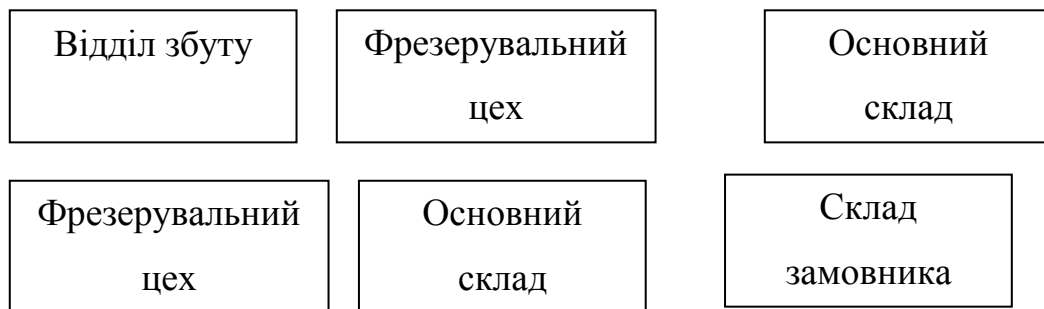 Відділ збуту
Фрезерувальний
цех
Основний
склад
Фрезерувальний
цех
Основний
склад
Склад
замовника